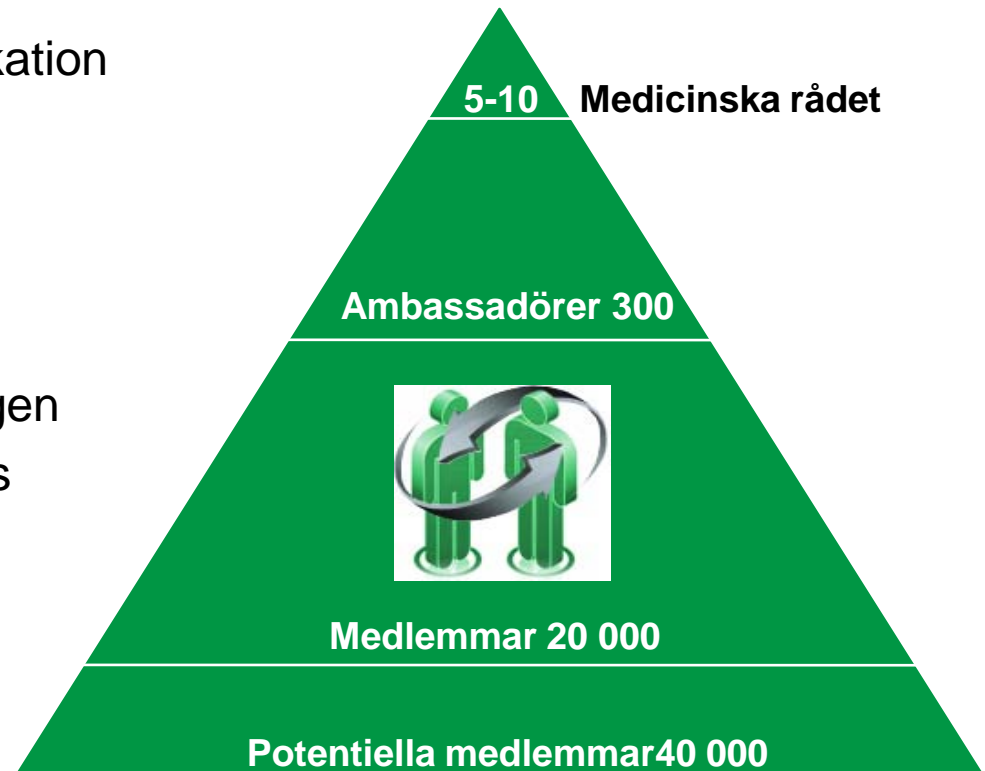 kation
5-10 Medicinska rådet
Ambassadörer 300
gen
s
Medlemmar 20 000
Potentiella medlemmar40 000